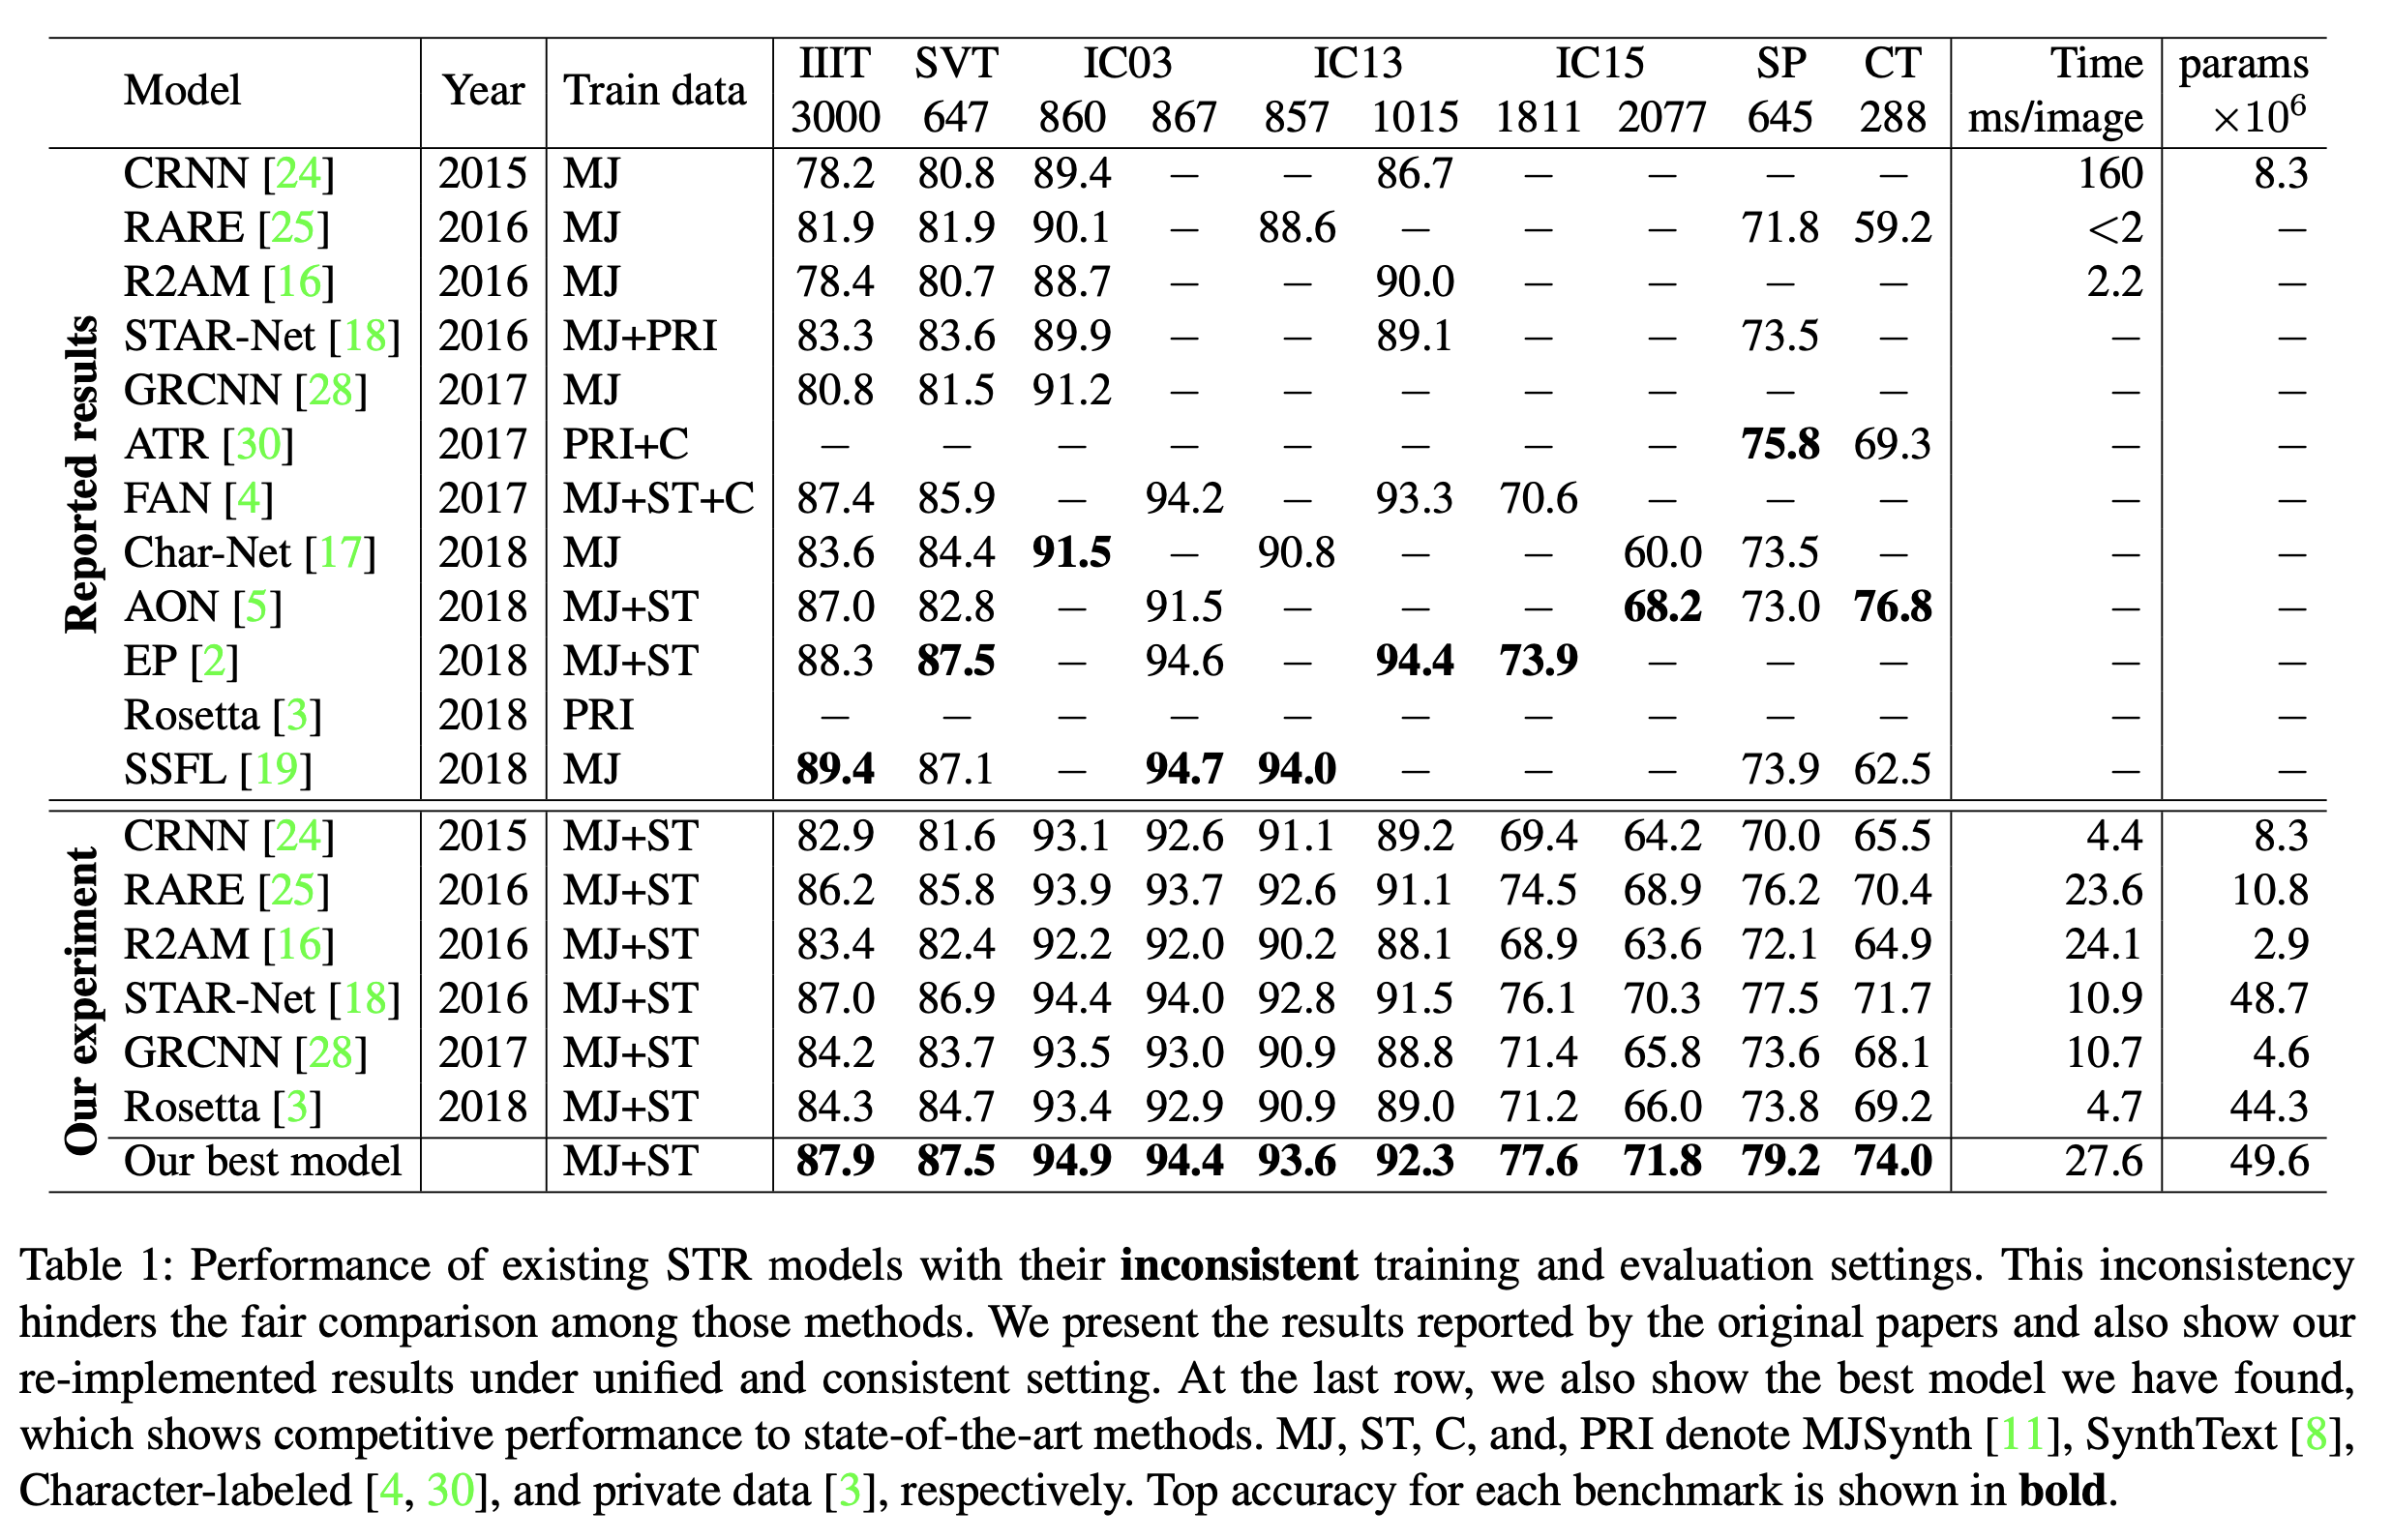 Model Year Train data IIIT SVT IC03 IC13 IC15 SP CT Time params
3000 647 860 867 857 1015 1811 2077 645 288 ms/image ×10⁶
Reported results
CRNN [24] 2015 MJ 78.2 80.8 89.4 – – 86.7 – – – – 160 8.3
RARE [25] 2016 MJ 81.9 81.9 90.1 – 88.6 – – – 71.8 59.2 <2 –
R2AM [16] 2016 MJ 78.4 80.7 88.7 – – 90.0 – – – – 2.2 –
STAR-Net [18] 2016 MJ+PRI 83.3 83.6 89.9 – – 89.1 – – 73.5 – – –
GRCNN [28] 2017 MJ 80.8 81.5 91.2 – – – – – – – – –
ATR [30] 2017 PRI+C – – – – – – – – 75.8 69.3 – –
FAN [4] 2017 MJ+ST+C 87.4 85.9 – 94.2 – 93.3 70.6 – – – – –
Char-Net [17] 2018 MJ 83.6 84.4 91.5 – 90.8 – – 60.0 73.5 – – –
AON [5] 2018 MJ+ST 87.0 82.8 – 91.5 – – – 68.2 73.0 76.8 – –
EP [2] 2018 MJ+ST 88.3 87.5 – 94.6 – 94.4 73.9 – – – – –
Rosetta [3] 2018 PRI – – – – – – – – – – – –
SSFL [19] 2018 MJ 89.4 87.1 – 94.7 94.0 – – – 73.9 62.5 – –
Our experiment
CRNN [24] 2015 MJ+ST 82.9 81.6 93.1 92.6 91.1 89.2 69.4 64.2 70.0 65.5 4.4 8.3
RARE [25] 2016 MJ+ST 86.2 85.8 93.9 93.7 92.6 91.1 74.5 68.9 76.2 70.4 23.6 10.8
R2AM [16] 2016 MJ+ST 83.4 82.4 92.2 92.0 90.2 88.1 68.9 63.6 72.1 64.9 24.1 2.9
STAR-Net [18] 2016 MJ+ST 87.0 86.9 94.4 94.0 92.8 91.5 76.1 70.3 77.5 71.7 10.9 48.7
GRCNN [28] 2017 MJ+ST 84.2 83.7 93.5 93.0 90.9 88.8 71.4 65.8 73.6 68.1 10.7 4.6
Rosetta [3] 2018 MJ+ST 84.3 84.7 93.4 92.9 90.9 89.0 71.2 66.0 73.8 69.2 4.7 44.3
Our best model MJ+ST 87.9 87.5 94.9 94.4 93.6 92.3 77.6 71.8 79.2 74.0 27.6 49.6
Table 1: Performance of existing STR models with their inconsistent training and evaluation settings. This inconsistency
hinders the fair comparison among those methods. We present the results reported by the original papers and also show our
re-implemented results under unified and consistent setting. At the last row, we also show the best model we have found,
which shows competitive performance to state-of-the-art methods. MJ, ST, C, and, PRI denote MJSynth [11], SynthText [8],
Character-labeled [4, 30], and private data [3], respectively. Top accuracy for each benchmark is shown in bold.